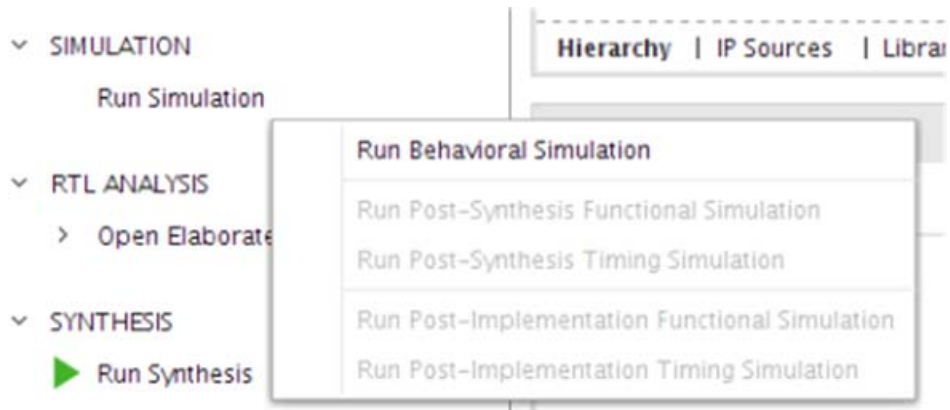 SIMULATION
Run Simulation
RTL ANALYSIS
Open Elaborate
SYNTHESIS
Run Synthesis
Hierarchy | IP Sources | Librar
Run Behavioral Simulation
Run Post-Synthesis Functional Simulation
Run Post-Synthesis Timing Simulation
Run Post-Implementation Functional Simulation
Run Post-Implementation Timing Simulation